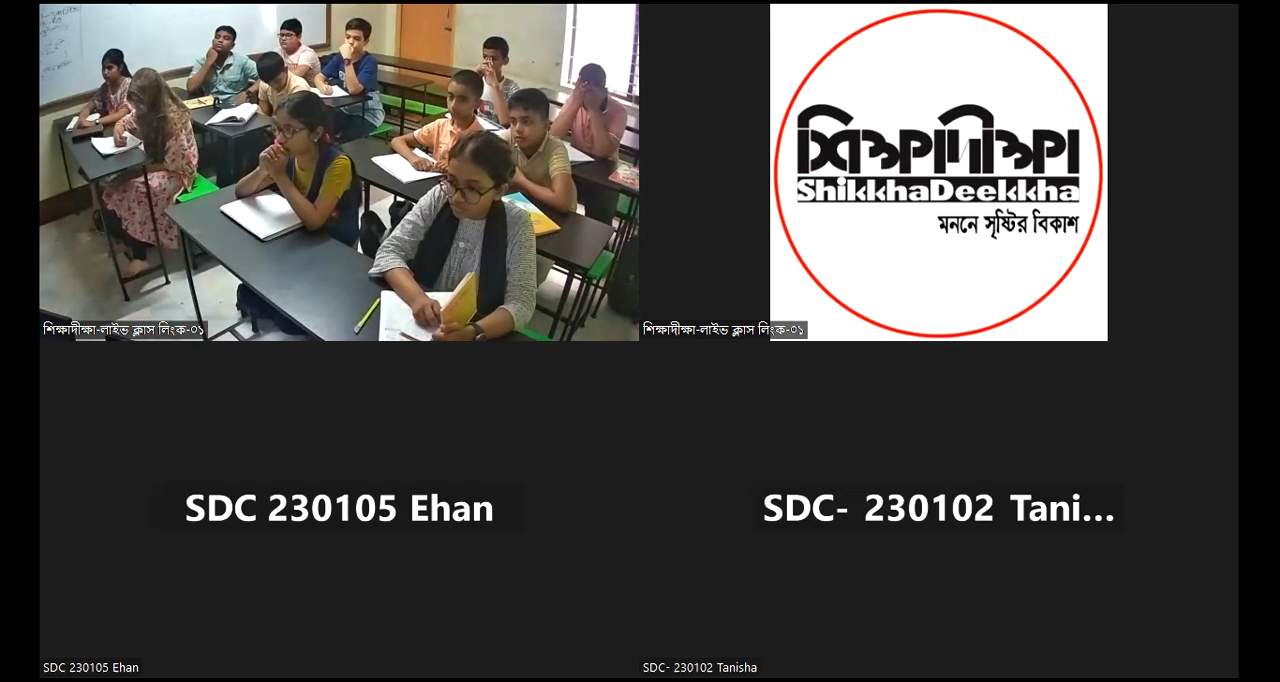 শিক্ষাদীক্ষা-লাইভ ক্লাস লিংক-০১
শিক্ষাদীক্ষা
ShikkhaDeekkha
মননে সৃষ্টির বিকাশ
শিক্ষাদীক্ষা-লাইভ ক্লাস লিংক-০১
SDC 230105 Ehan
SDC- 230102 Tani...
SDC 230105 Ehan
SDC- 230102 Tanisha